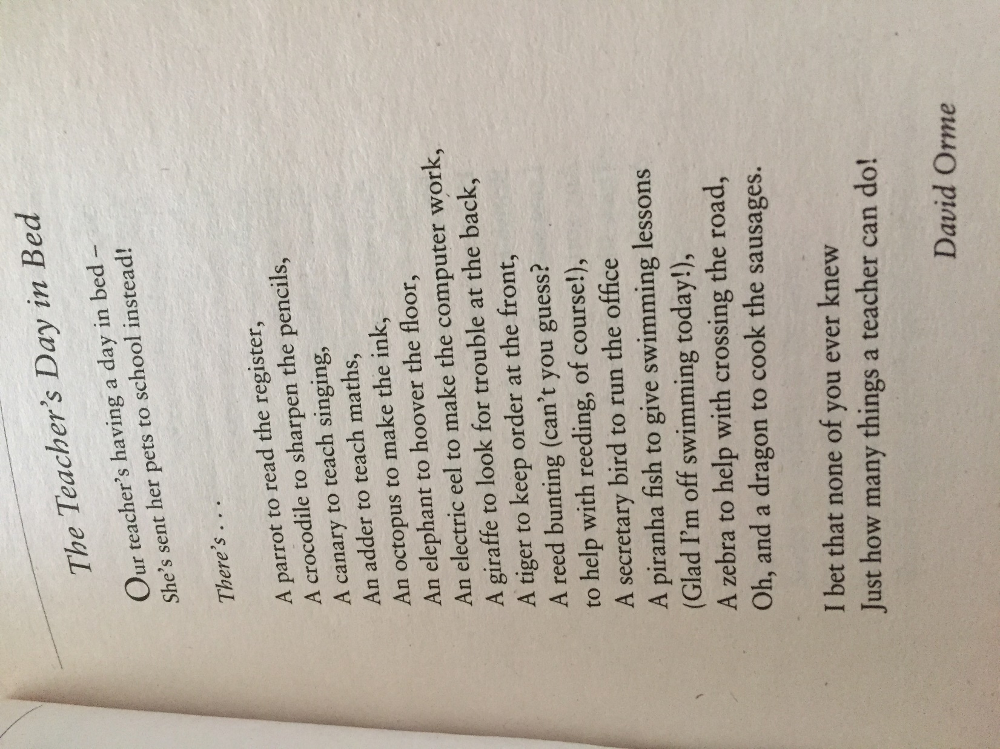 The Teacher's Day in Bed
Our teacher's having a day in bed –
She's sent her pets to school instead!
There's . . .
A parrot to read the register,
A crocodile to sharpen the pencils,
A canary to teach singing,
An adder to teach maths,
An octopus to make the ink,
An elephant to hoover the floor,
An electric eel to make the computer work,
A giraffe to look for trouble at the back,
A tiger to keep order at the front,
A reed bunting (can't you guess?
to help with reeding, of course!),
A secretary bird to run the office
A piranha fish to give swimming lessons
(Glad I'm off swimming today!),
A zebra to help with crossing the road,
Oh, and a dragon to cook the sausages.
I bet that none of you ever knew
Just how many things a teacher can do!
David Orme